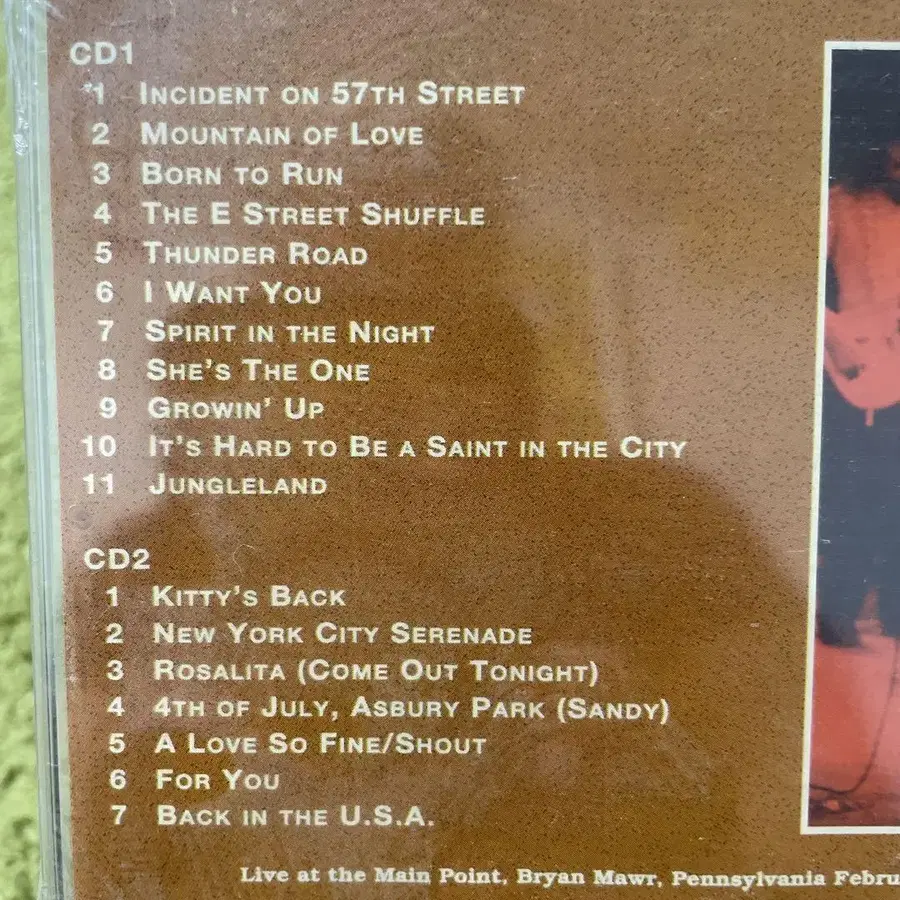 CD1
1 INCIDENT ON 57TH STREET
2 MOUNTAIN OF LOVE
3 BORN TO RUN
4 THE E STREET SHUFFLE
5 THUNDER ROAD
6 I WANT YOU
7 SPIRIT IN THE NIGHT
8 SHE'S THE ONE
9 GROWIN' UP
10 IT'S HARD TO BE A SAINT IN THE CITY
11 JUNGLELAND
CD2
1 KITTY'S BACK
2 NEW YORK CITY SERENADE
3 ROSALITA (COME OUT TONIGHT)
4 4TH OF JULY, ASBURY PARK (SANDY)
5 A LOVE SO FINE/SHOUT
6 FOR YOU
7 BACK IN THE U.S.A.
Live at the Main Point, Bryan Mawr, Pennsylvania Febru